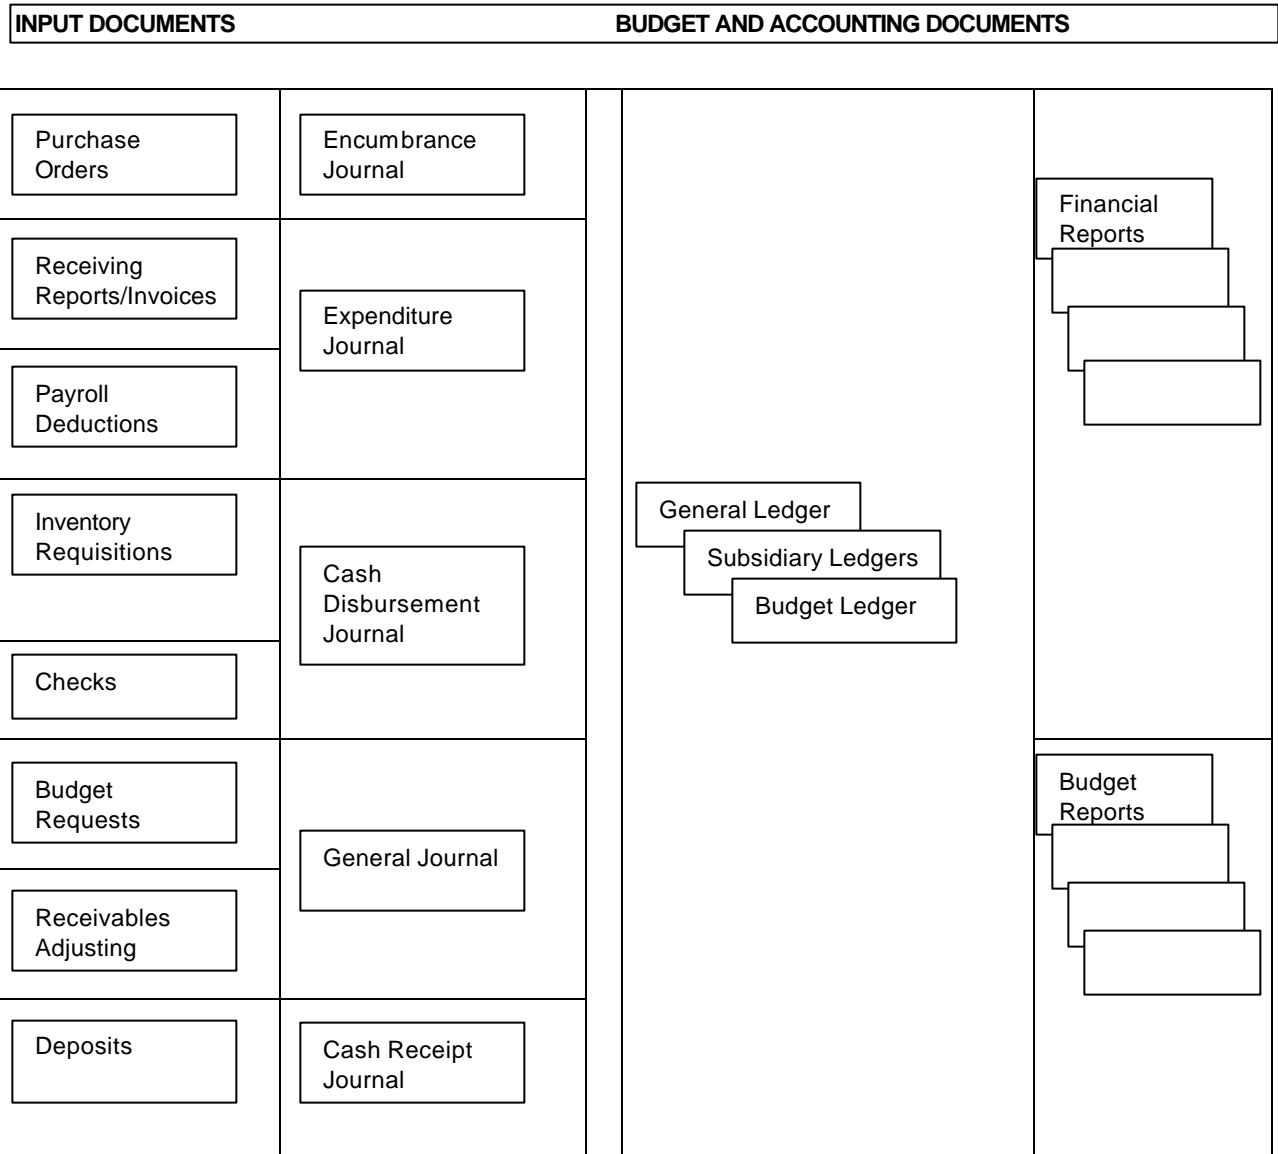 INPUT DOCUMENTS
BUDGET AND ACCOUNTING DOCUMENTS
Purchase
Orders
Encumbrance
Journal
Receiving
Reports/Invoices
Expenditure
Journal
Payroll
Deductions
Inventory
Requisitions
Cash
Disbursement
Journal
Checks
Budget
Requests
General Journal
Receivables
Adjusting
Deposits
Cash Receipt
Journal
General Ledger
Subsidiary Ledgers
Budget Ledger
Financial
Reports
Budget
Reports